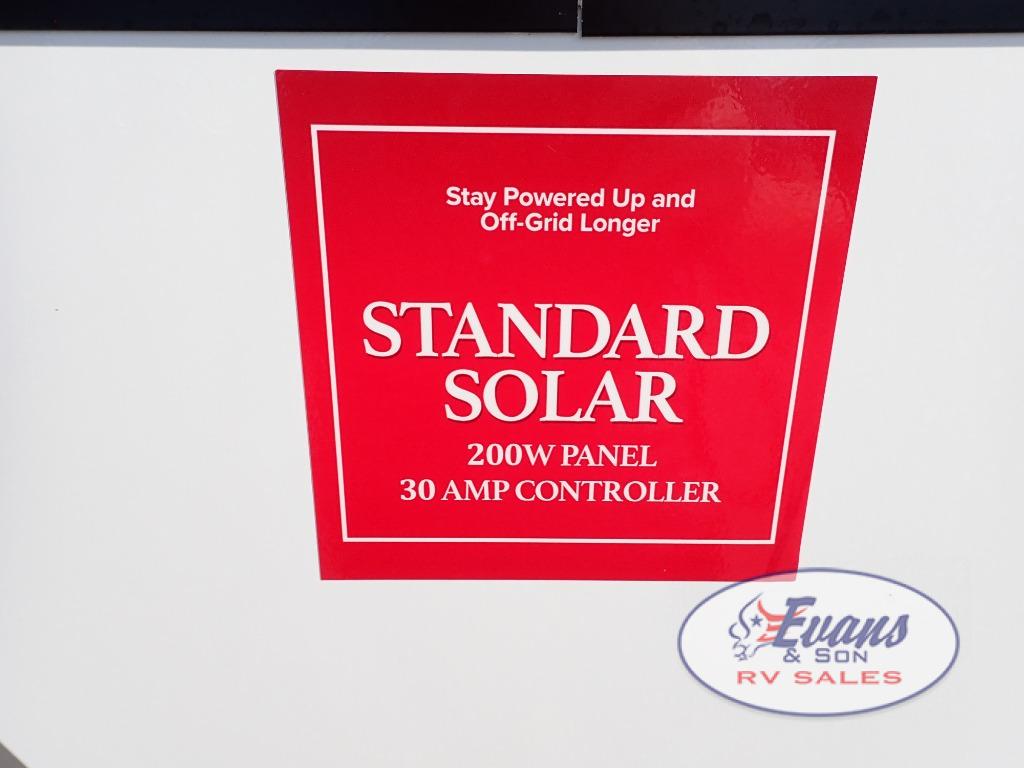 Stay Powered Up and
Off-Grid Longer
STANDARD
SOLAR
200W PANEL
30 AMP CONTROLLER
Evans
& SON
RV SALES